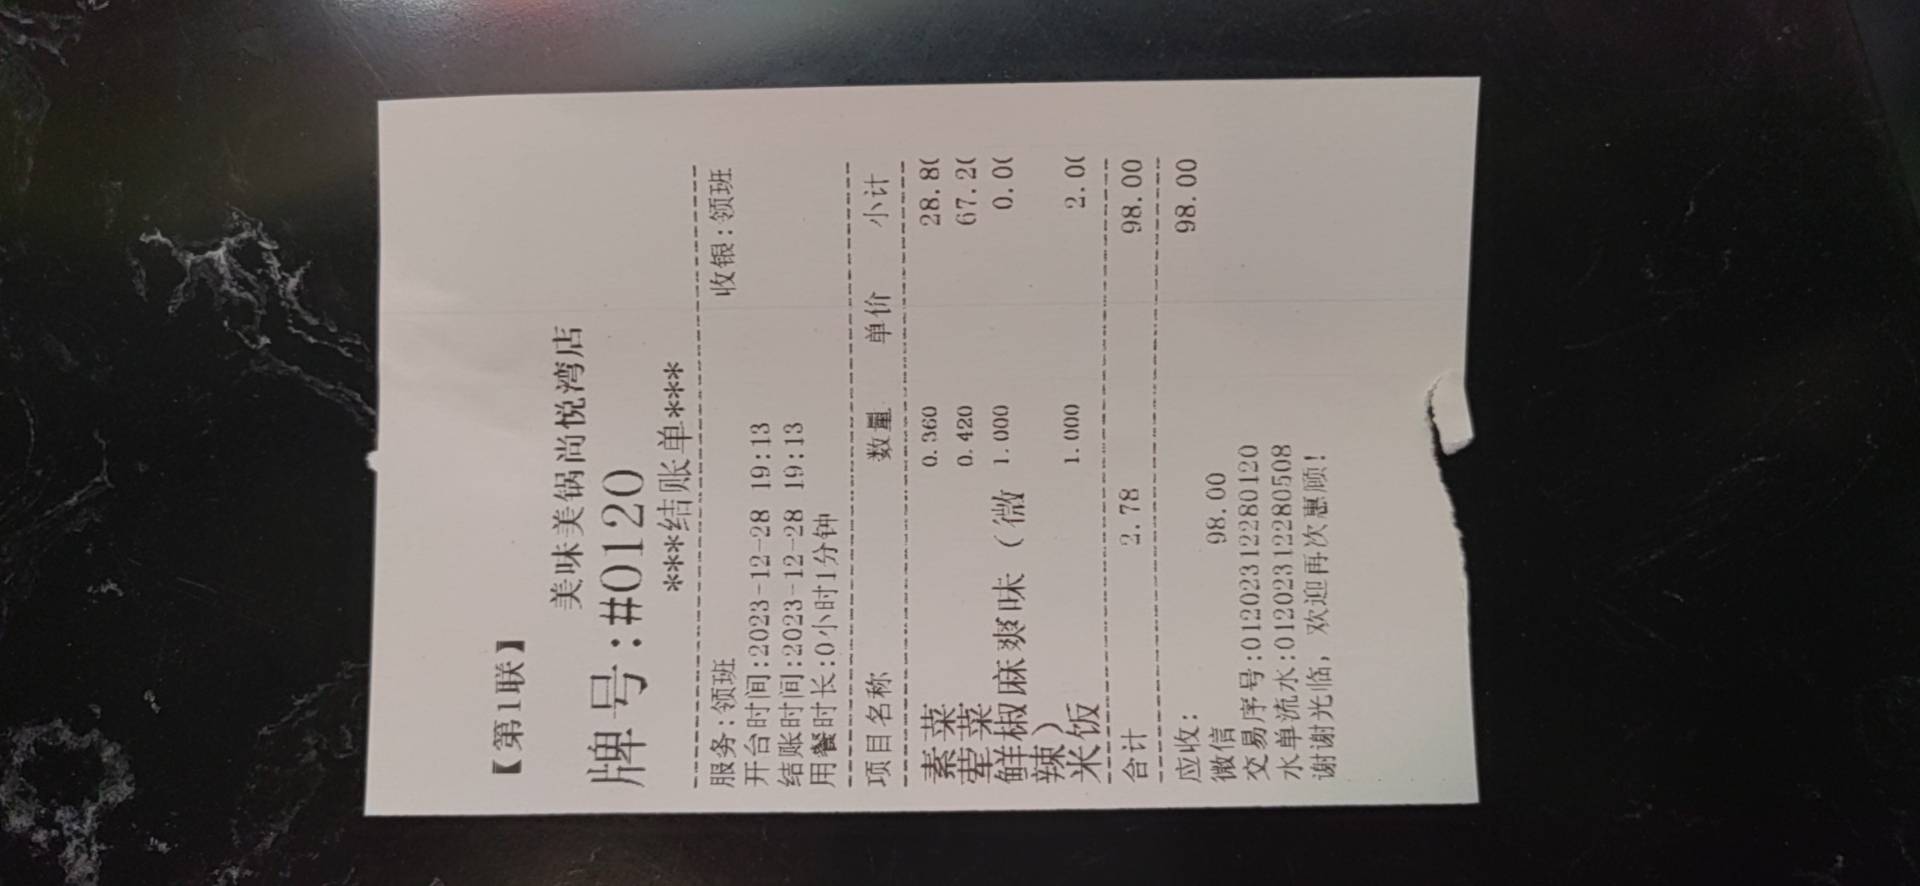 【第1联】
美味美锅尚悦湾店
牌号:#0120
***结账单****
服务:领班 收银:领班
开台时间:2023-12-28 19:13
结账时间:2023-12-28 19:13
用餐时长:0小时1分钟
项目名称 数量 单价 小计
素菜 0.360 28.80
荤菜 0.420 67.20
鲜椒麻爽味（微 1.000 0.00
辣）
米饭 1.000 2.00
合计 2.78 98.00
应收: 98.00
微信 98.00
交易序号:01202312280120
水单流水:01202312280508
谢谢光临，欢迎再次惠顾！